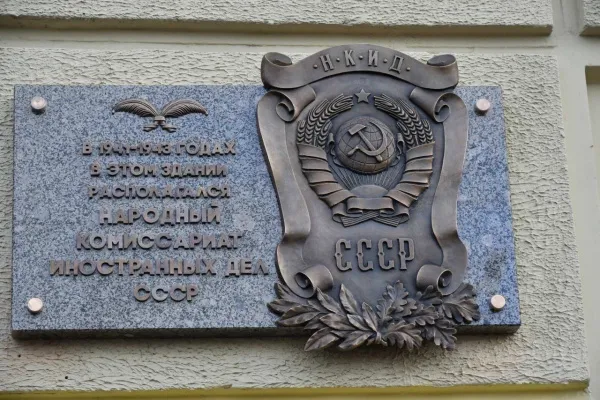 В 1941-1943 ГОДАХ
В ЭТОМ ЗДАНИИ
РАСПОЛАГАЛСЯ
НАРОДНЫЙ
КОМИССАРИАТ
ИНОСТРАННЫХ ДЕЛ
СССР
·Н·К·И·Д·
СССР